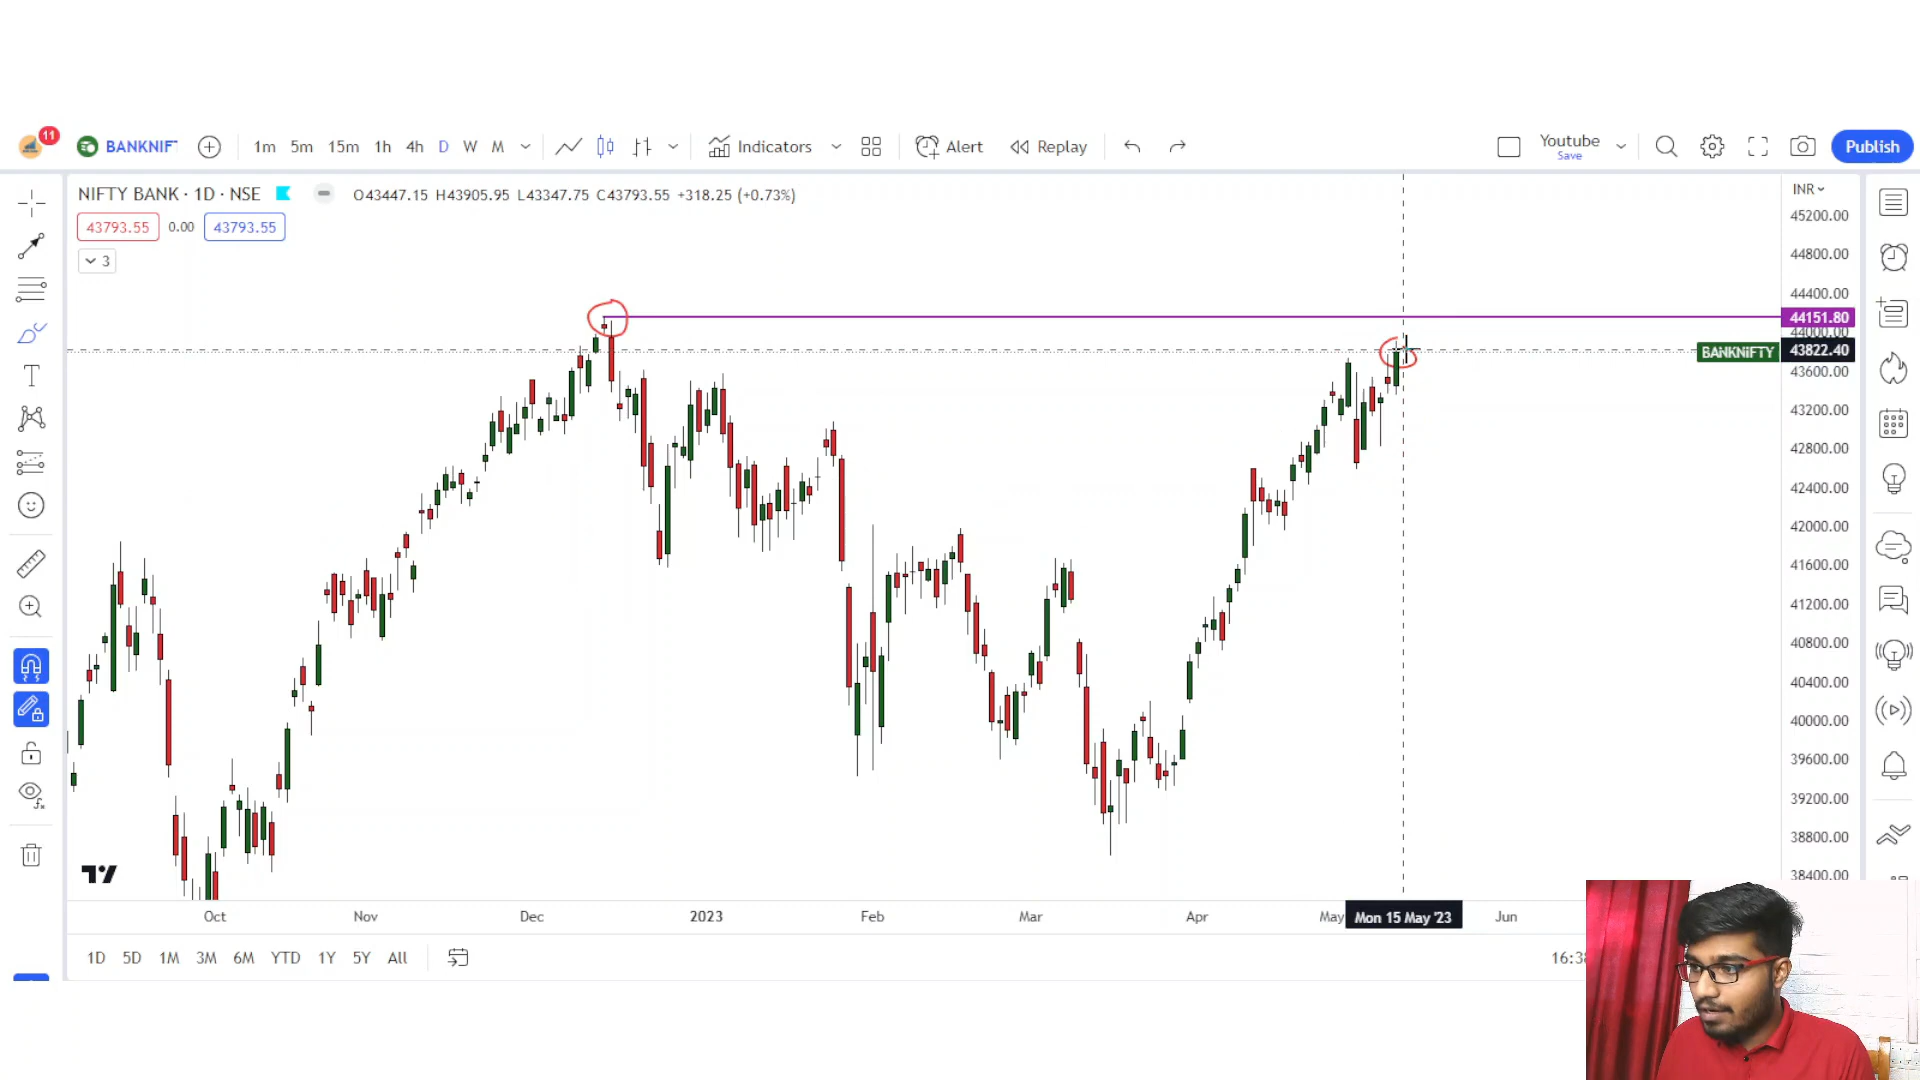 11
BANKNIF
1m 5m 15m 1h 4h D W M
Indicators
Alert
Replay
Youtube
Save
Publish
NIFTY BANK · 1D · NSE
O43447.15 H43905.95 L43347.75 C43793.55 +318.25 (+0.73%)
INR
43793.55 0.00 43793.55
3
45200.00
44800.00
44400.00
44151.80
44000.00
BANKNIFTY 43822.40
43600.00
43200.00
42800.00
42400.00
42000.00
41600.00
41200.00
40800.00
40400.00
40000.00
39600.00
39200.00
38800.00
38400.00
Oct Nov Dec 2023 Feb Mar Apr May Mon 15 May '23 Jun
1D 5D 1M 3M 6M YTD 1Y 5Y All